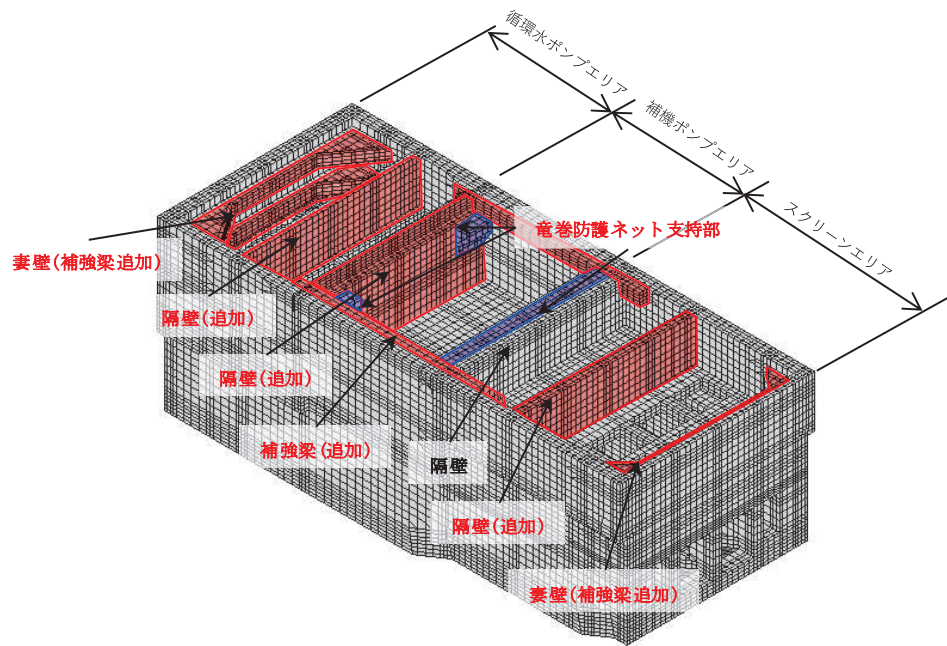 循環水ポンプエリア
補機ポンプエリア
スクリーンエリア
竜巻防護ネット支持部
妻壁(補強梁追加)
隔壁(追加)
隔壁(追加)
補強梁(追加)
隔壁
隔壁(追加)
妻壁(補強梁追加)